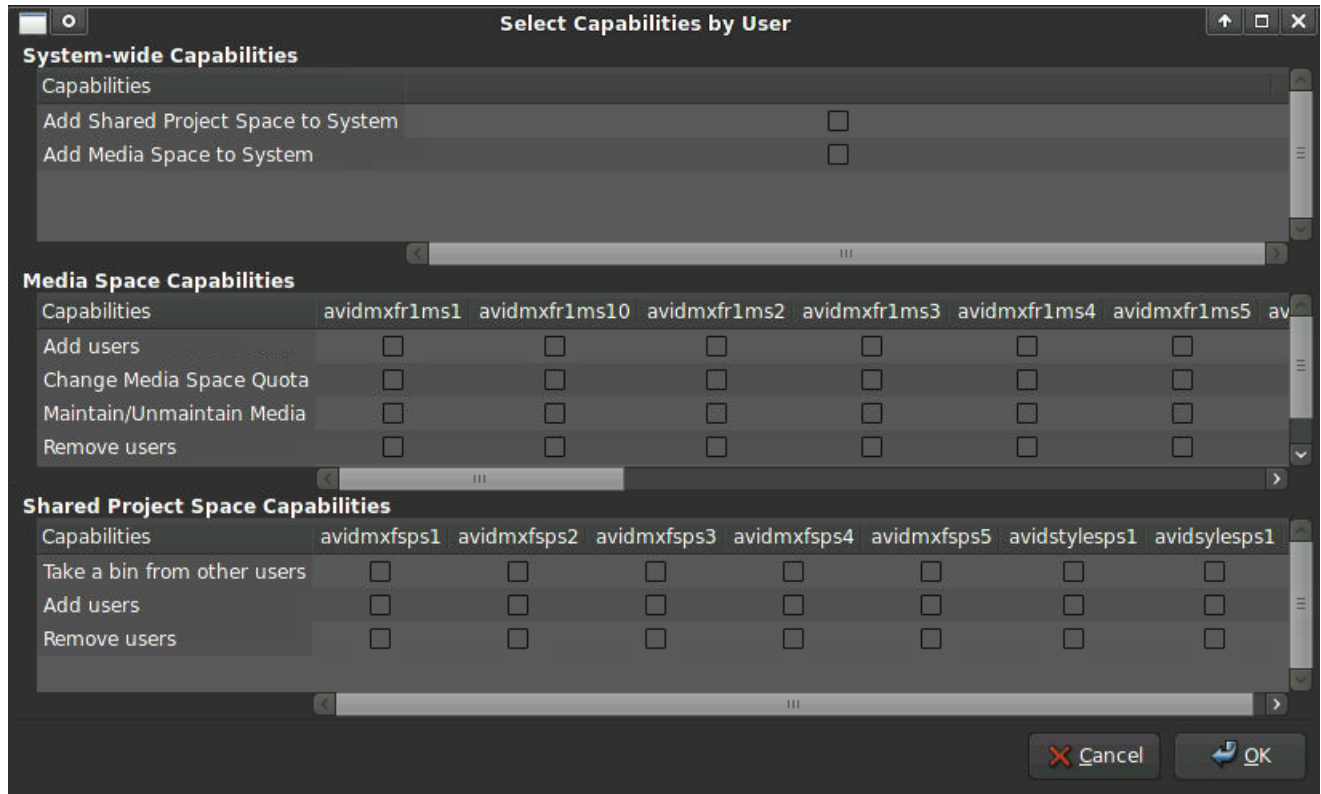 Select Capabilities by User
System-wide Capabilities
Capabilities
Add Shared Project Space to System
Add Media Space to System
Media Space Capabilities
Capabilities avidmxfr1ms1 avidmxfr1ms10 avidmxfr1ms2 avidmxfr1ms3 avidmxfr1ms4 avidmxfr1ms5 av
Add users
Change Media Space Quota
Maintain/Unmaintain Media
Remove users
Shared Project Space Capabilities
Capabilities avidmxfsps1 avidmxfsps2 avidmxfsps3 avidmxfsps4 avidmxfsps5 avidstylesps1 avidsylesps1
Take a bin from other users
Add users
Remove users
Cancel OK